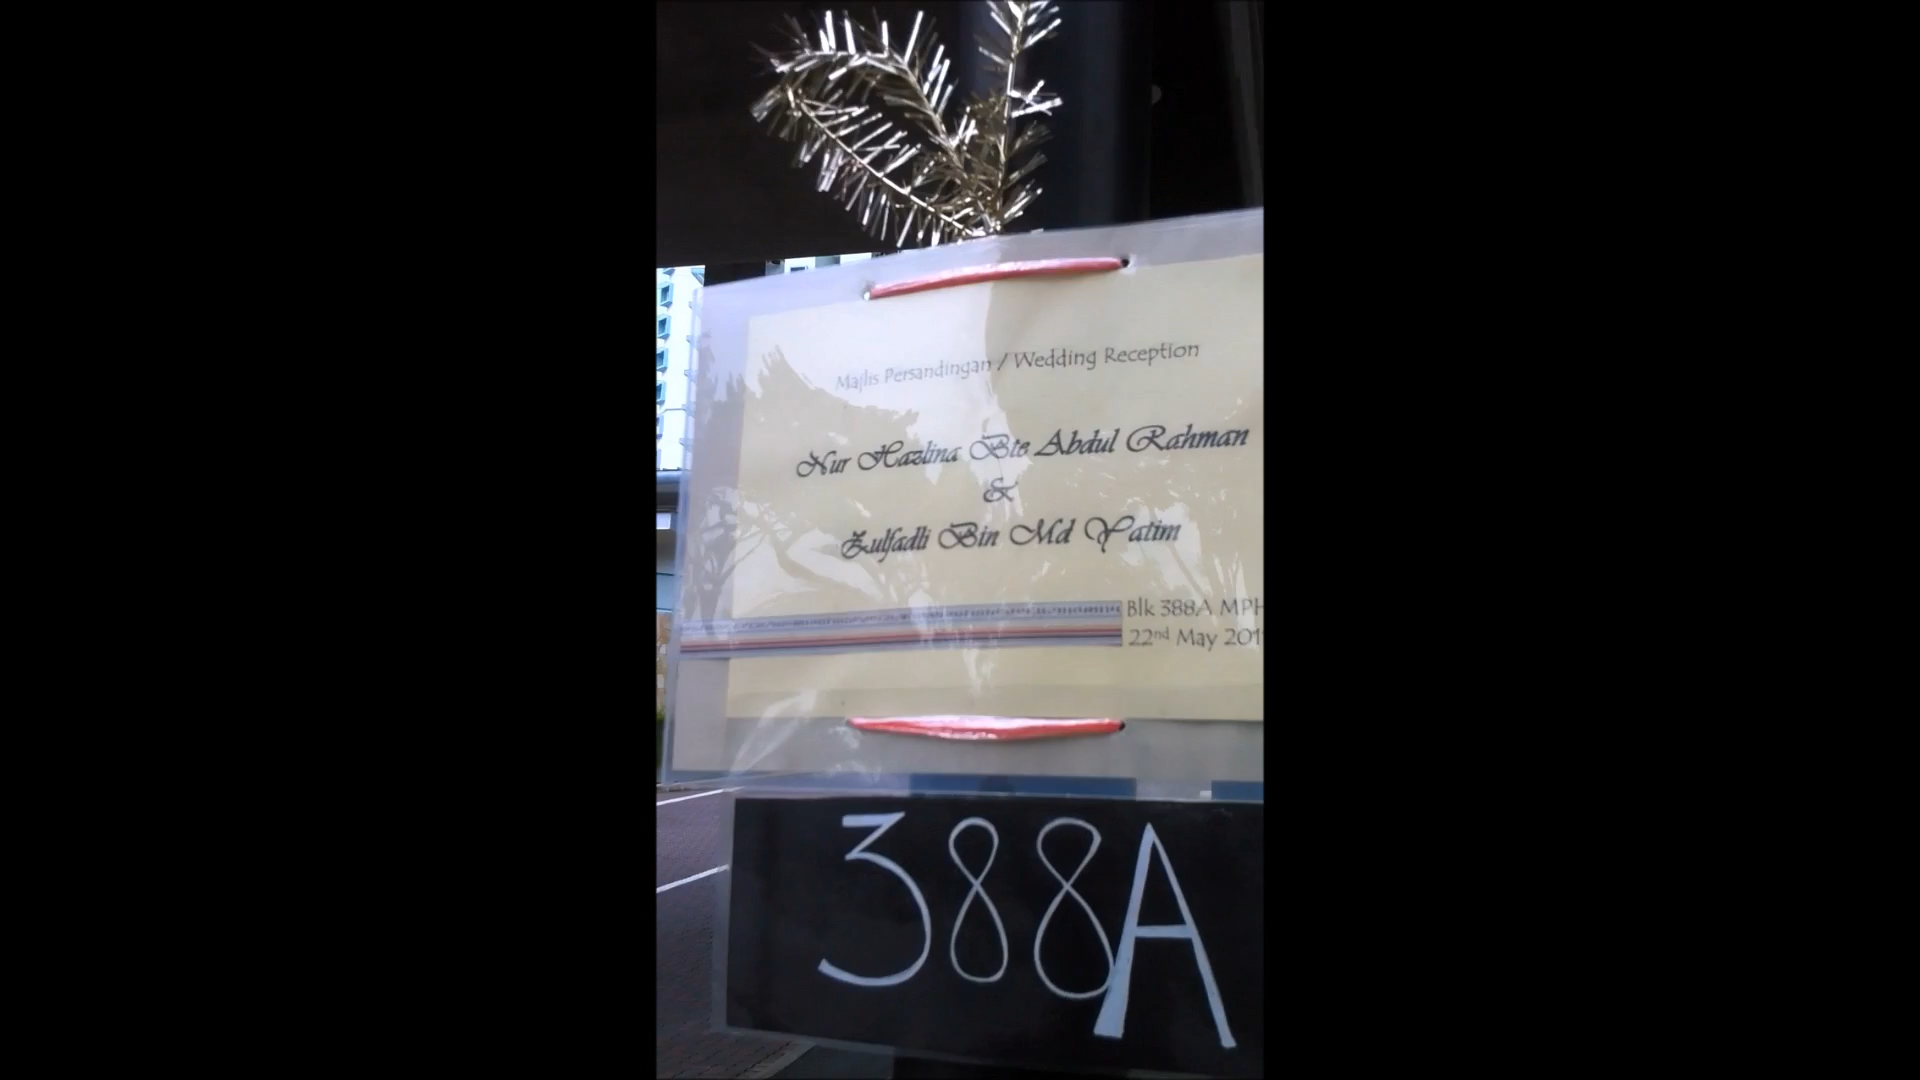 Majlis Persandingan / Wedding Reception
Nur Hazlina Bte Abdul Rahman
&
Zulfadli Bin Md Yatim
Blk 388A MPH
22nd May 201
388A